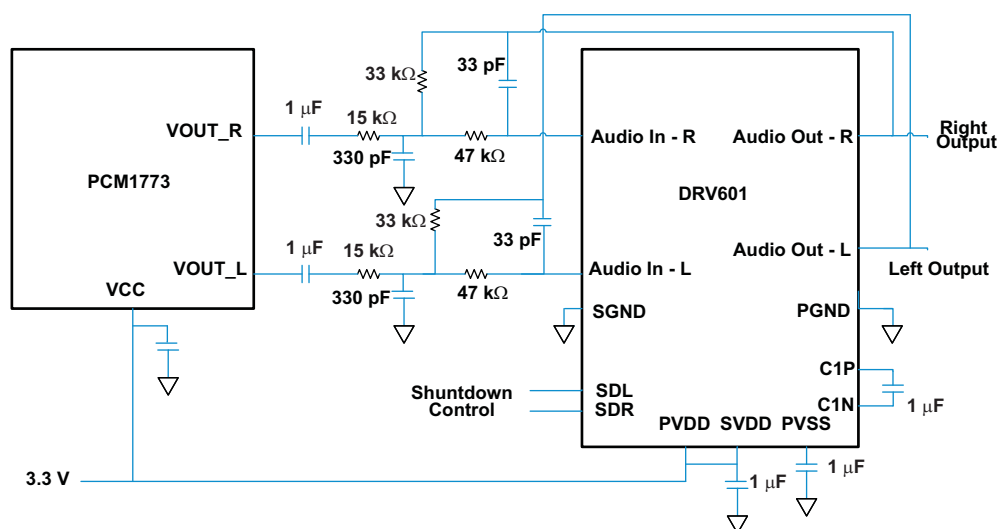 33 kΩ
33 pF
1 μF
15 kΩ
VOUT_R
330 pF
47 kΩ
Audio In - R
Audio Out - R
Right
Output
PCM1773
DRV601
33 kΩ
33 pF
1 μF
15 kΩ
VOUT_L
330 pF
47 kΩ
Audio In - L
Audio Out - L
Left Output
VCC
SGND
PGND
C1P
C1N
1 μF
Shuntdown
Control
SDL
SDR
PVDD
SVDD
PVSS
3.3 V
1 μF
1 μF